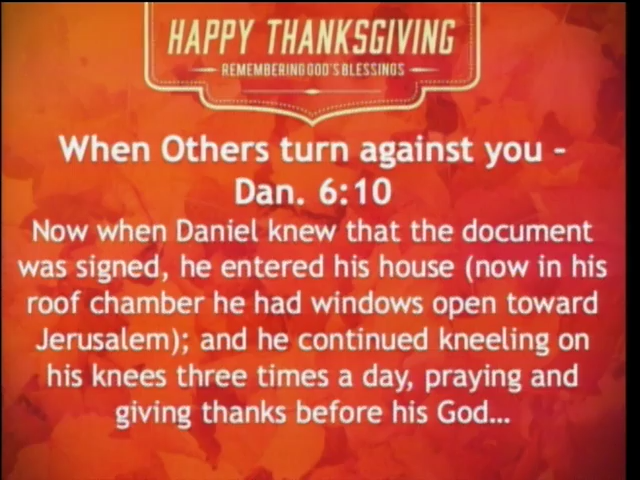 HAPPY THANKSGIVING
REMEMBERING GOD'S BLESSINGS
When Others turn against you –
Dan. 6:10
Now when Daniel knew that the document
was signed, he entered his house (now in his
roof chamber he had windows open toward
Jerusalem); and he continued kneeling on
his knees three times a day, praying and
giving thanks before his God…